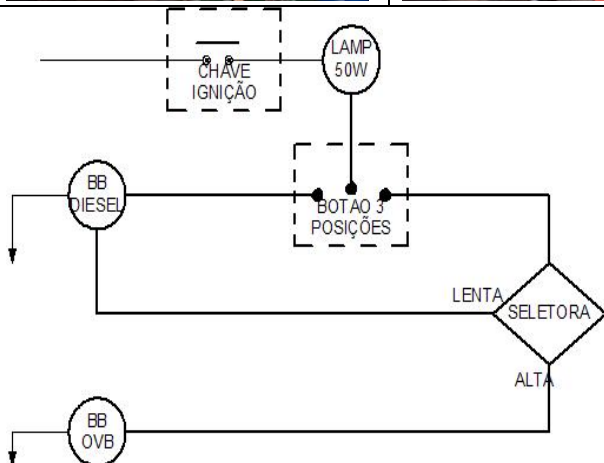 LAMP
50W
CHAVE
IGNIÇÃO
BB
DIESEL
BOTAO 3
POSIÇÕES
LENTA
SELETORA
ALTA
BB
OVB